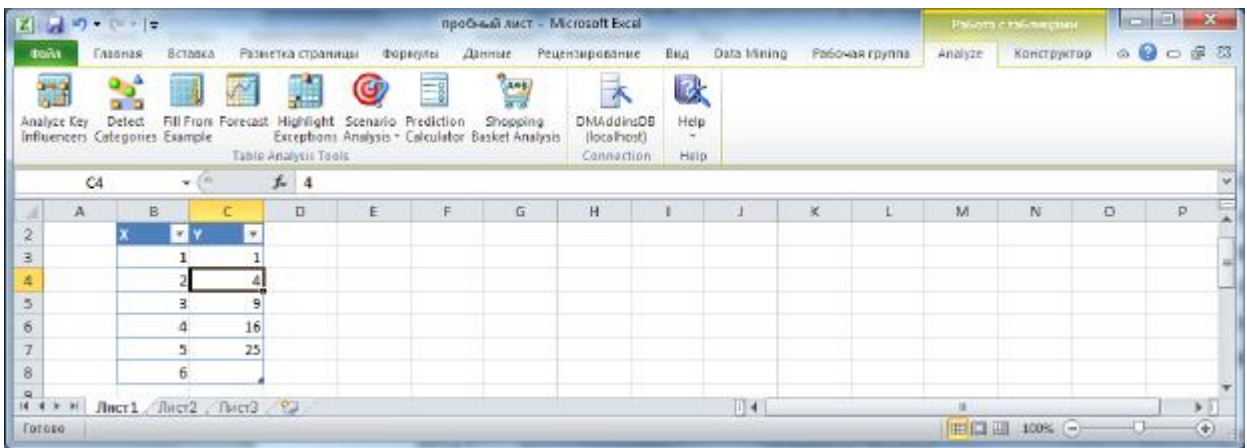 пробный лист - Microsoft Excel
Работа с таблицами
Файл Главная Вставка Разметка страницы Формулы Данные Рецензирование Вид Data Mining Рабочая группа Analyze Конструктор
Analyze Key Influencers Detect Categories Fill From Example Forecast Highlight Exceptions Scenario Analysis Prediction Calculator Shopping Basket Analysis DMAddinsDB (localhost) Help
Table Analysis Tools Connection Help
C4 fx 4
A B C D E F G H I J K L M N O P
2 X Y
3 1 1
4 2 4
5 3 9
6 4 16
7 5 25
8 6
9
Лист1 Лист2 Лист3
Готово 100%